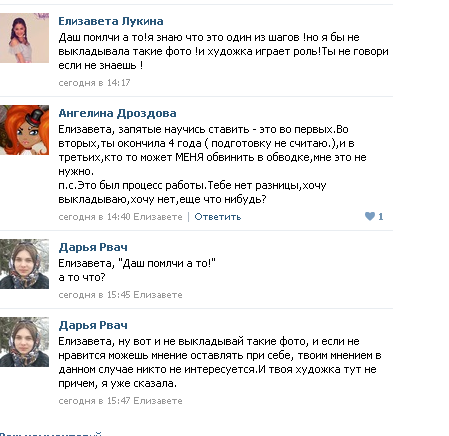 Елизавета Лукина
Даш помлчи а то!я знаю что это один из шагов !но я бы не
выкладывала такие фото !и художка играет роль!Ты не говори
если не знаешь !
сегодня в 14:17
Ангелина Дроздова
Елизавета, запятые научись ставить - это во первых.Во
вторых,ты окончила 4 года ( подготовку не считаю.),и в
третьих,кто то может МЕНЯ обвинить в обводке,мне это не
нужно.
п.с.Это был процесс работы.Тебе нет разницы,хочу
выкладываю,хочу нет,еще что нибудь?
сегодня в 14:40 Елизавете | Ответить 1
Дарья Рвач
Елизавета, "Даш помлчи а то!"
а то что?
сегодня в 15:45 Елизавете
Дарья Рвач
Елизавета, ну вот и не выкладывай такие фото, и если не
нравится можешь мнение оставлять при себе, твоим мнением в
данном случае никто не интересуется.И твоя художка тут не
причем, я уже сказала.
сегодня в 15:47 Елизавете